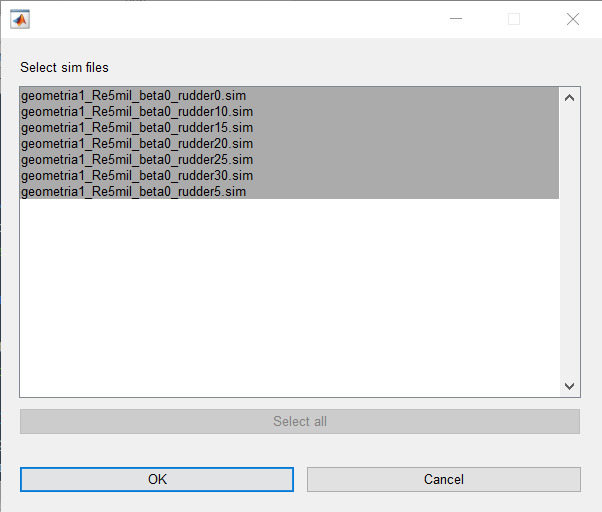 Select sim files
geometria1_Re5mil_beta0_rudder0.sim
geometria1_Re5mil_beta0_rudder10.sim
geometria1_Re5mil_beta0_rudder15.sim
geometria1_Re5mil_beta0_rudder20.sim
geometria1_Re5mil_beta0_rudder25.sim
geometria1_Re5mil_beta0_rudder30.sim
geometria1_Re5mil_beta0_rudder5.sim
Select all
OK
Cancel